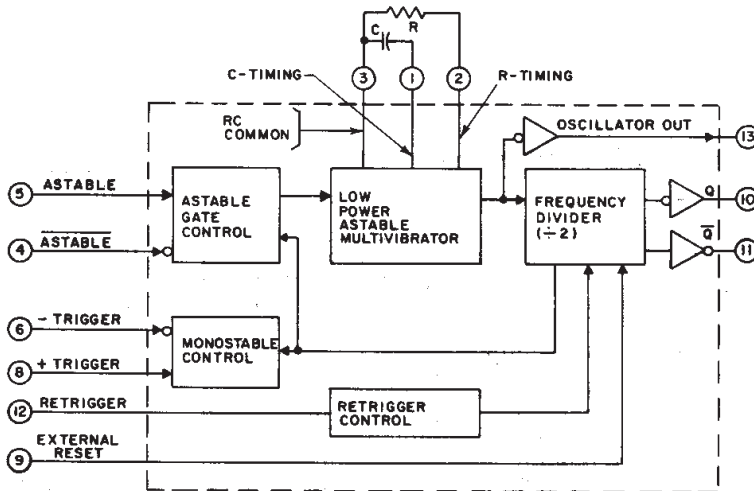 C
R
3
1
2
C-TIMING
R-TIMING
RC
COMMON
OSCILLATOR OUT
13
5
ASTABLE
ASTABLE
GATE
CONTROL
LOW
POWER
ASTABLE
MULTIVIBRATOR
FREQUENCY
DIVIDER
(÷2)
Q
10
4
A̅S̅T̅A̅B̅L̅E̅
Q̅
11
6
- TRIGGER
MONOSTABLE
CONTROL
8
+ TRIGGER
12
RETRIGGER
RETRIGGER
CONTROL
9
EXTERNAL
RESET